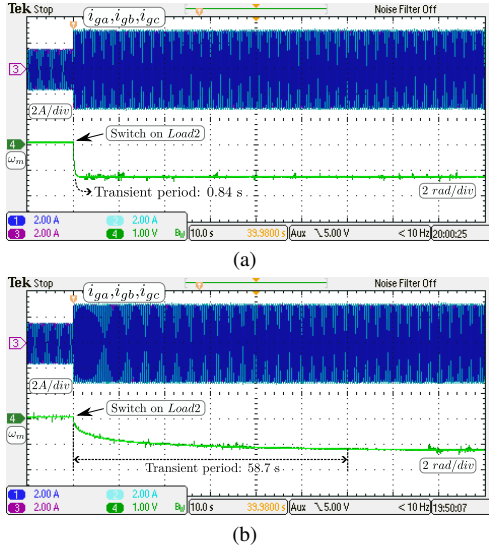 Tek Stop
i_ga,i_gb,i_gc
Noise Filter Off
3
2A/div
Switch on Load2
4
ω_m
Transient period: 0.84 s
2 rad/div
1 2.00 A 2 2.00 A
3 2.00 A 4 1.00 V B_W
10.0 s 39.9800 s Aux 5.00 V < 10 Hz 20:00:25
(a)
Tek Stop
i_ga,i_gb,i_gc
Noise Filter Off
3
2A/div
Switch on Load2
4
ω_m
Transient period: 58.7 s
2 rad/div
1 2.00 A 2 2.00 A
3 2.00 A 4 1.00 V B_W
10.0 s 39.9800 s Aux 5.00 V < 10 Hz 19:50:07
(b)